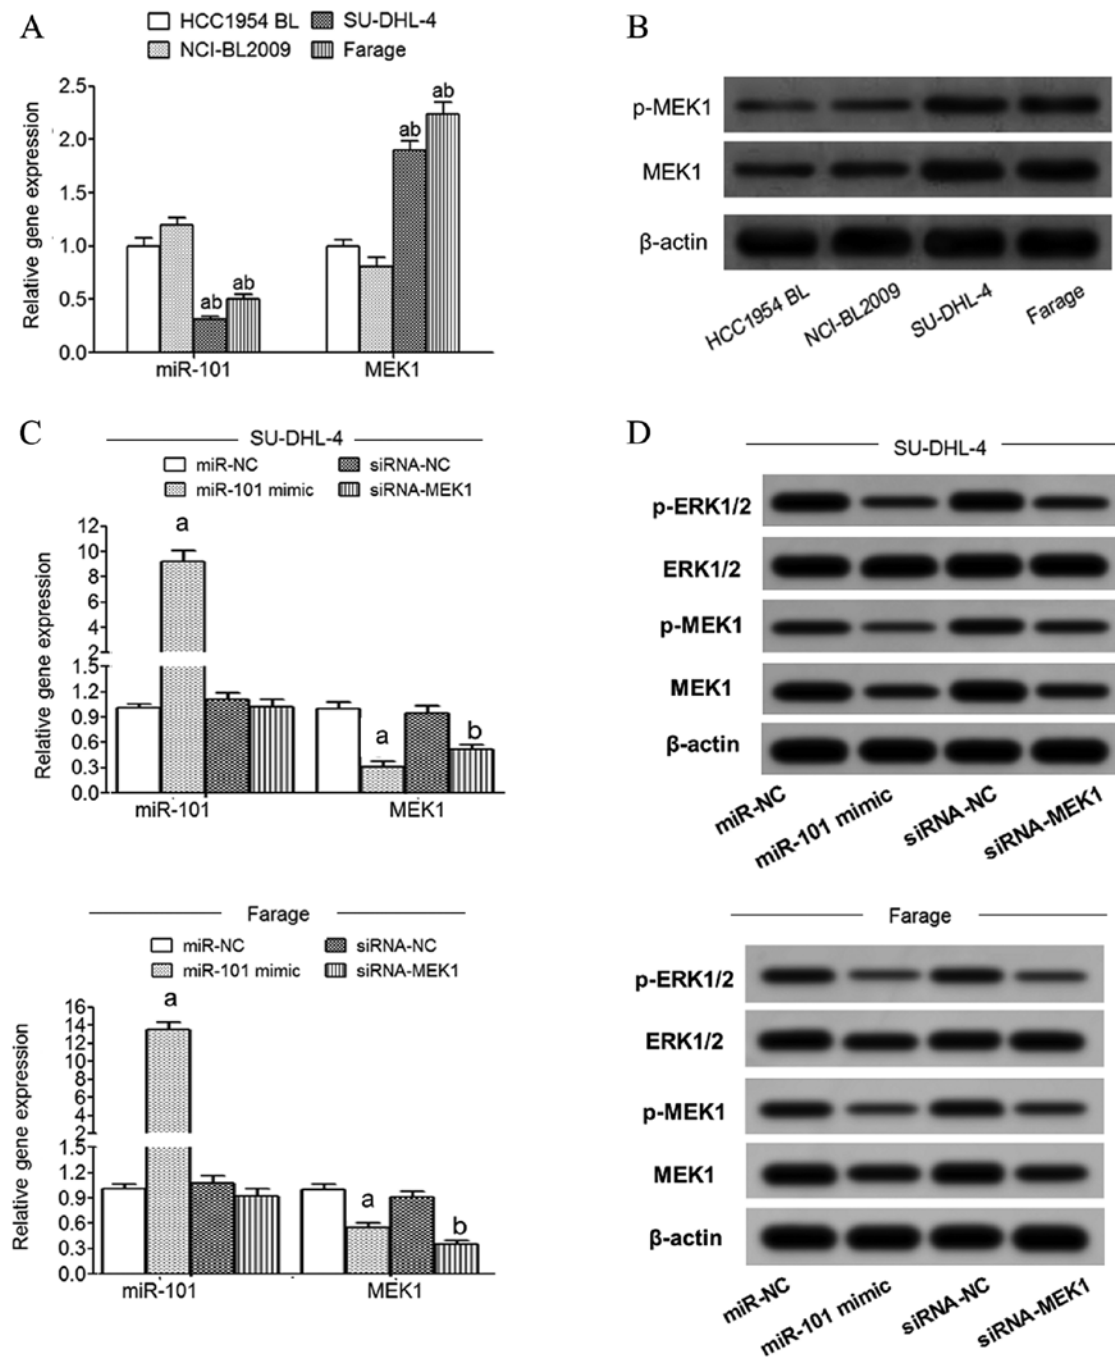 A
HCC1954 BL
SU-DHL-4
NCI-BL2009
Farage
Relative gene expression
2.5
2.0
1.5
1.0
0.5
0.0
ab
ab
ab
ab
miR-101
MEK1
B
p-MEK1
MEK1
β-actin
HCC1954 BL
NCI-BL2009
SU-DHL-4
Farage
C
SU-DHL-4
miR-NC
siRNA-NC
miR-101 mimic
siRNA-MEK1
Relative gene expression
12
10
8
6
4
2
1.5
1.2
0.9
0.6
0.3
0.0
a
a
b
miR-101
MEK1
D
SU-DHL-4
p-ERK1/2
ERK1/2
p-MEK1
MEK1
β-actin
miR-NC
miR-101 mimic
siRNA-NC
siRNA-MEK1
Farage
miR-NC
siRNA-NC
miR-101 mimic
siRNA-MEK1
Relative gene expression
16
14
12
10
8
6
4
2
1.5
1.2
0.9
0.6
0.3
0.0
a
a
b
miR-101
MEK1
Farage
p-ERK1/2
ERK1/2
p-MEK1
MEK1
β-actin
miR-NC
miR-101 mimic
siRNA-NC
siRNA-MEK1